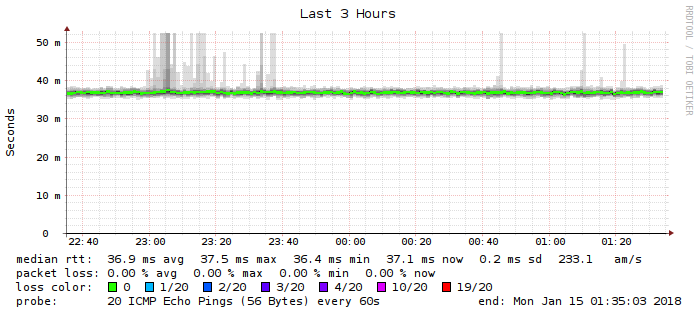 Last 3 Hours
RRDTOOL / TOBI OETIKER
Seconds
50 m
40 m
30 m
20 m
10 m
0
22:40 23:00 23:20 23:40 00:00 00:20 00:40 01:00 01:20
median rtt: 36.9 ms avg 37.5 ms max 36.4 ms min 37.1 ms now 0.2 ms sd 233.1 am/s
packet loss: 0.00 % avg 0.00 % max 0.00 % min 0.00 % now
loss color: 0 1/20 2/20 3/20 4/20 10/20 19/20
probe: 20 ICMP Echo Pings (56 Bytes) every 60s end: Mon Jan 15 01:35:03 2018